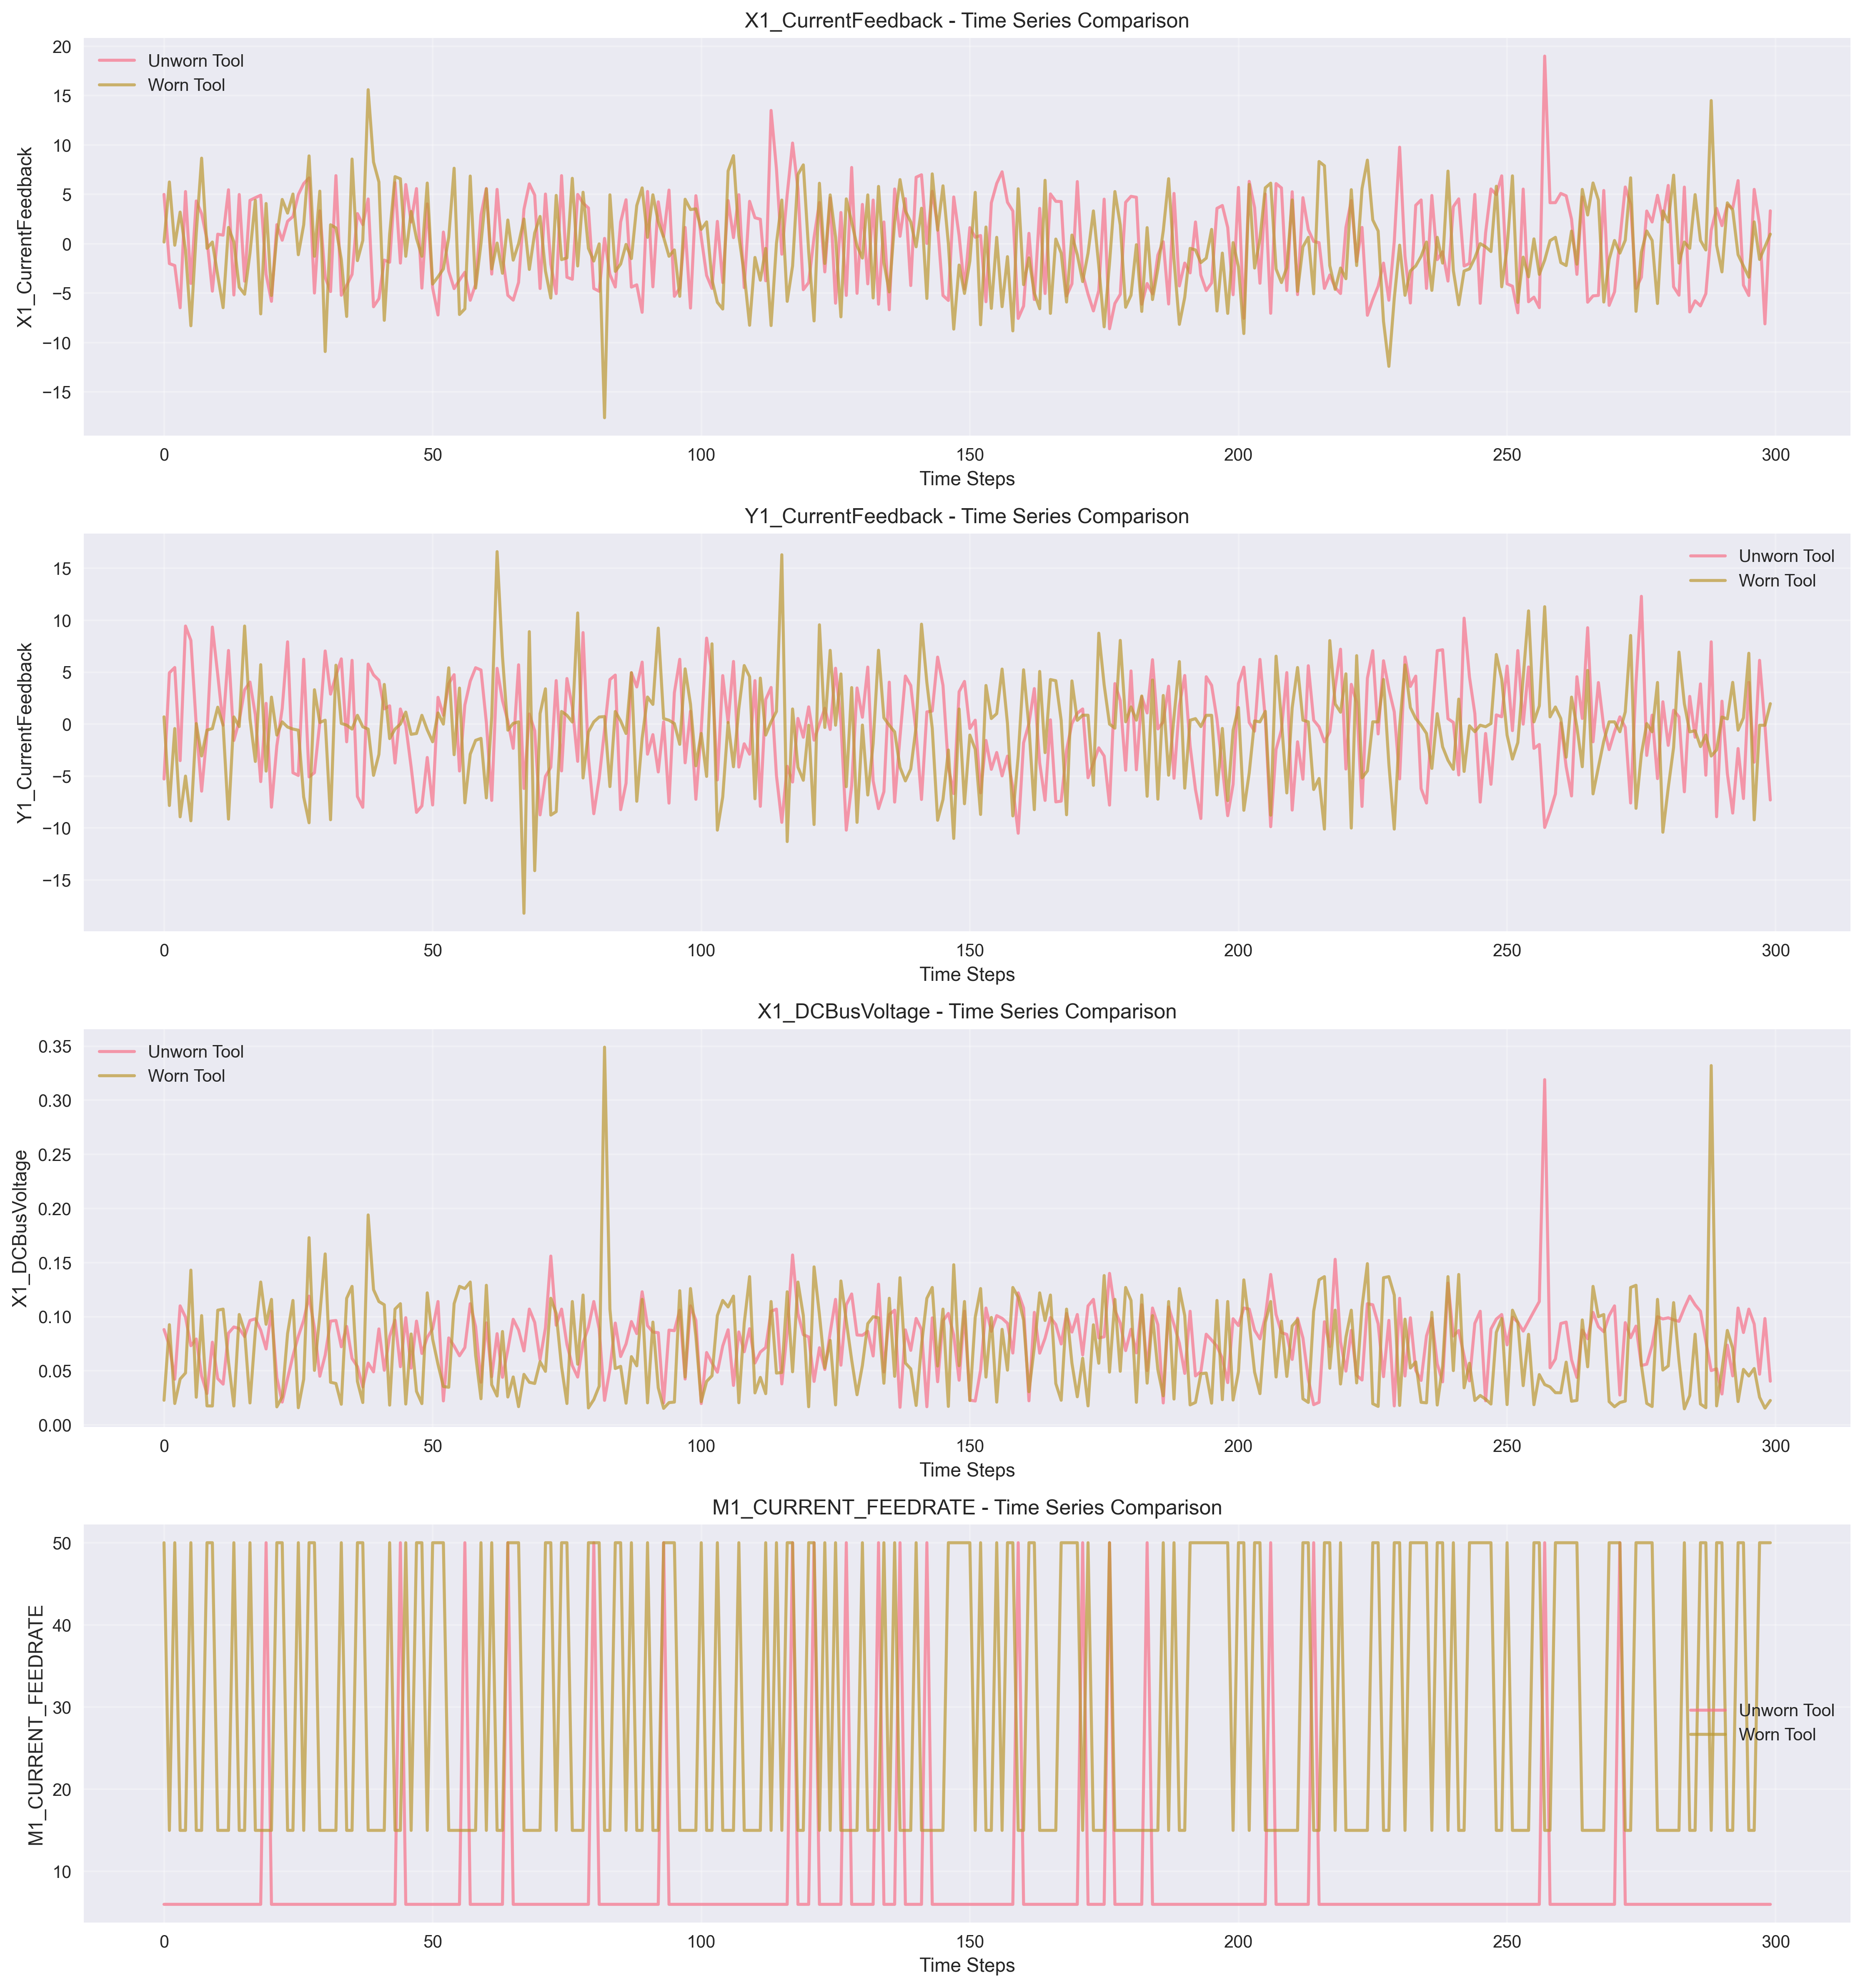 X1_CurrentFeedback - Time Series Comparison
Unworn Tool
Worn Tool
X1_CurrentFeedback
20
15
10
5
0
−5
−10
−15
0 50 100 150 200 250 300
Time Steps
Y1_CurrentFeedback - Time Series Comparison
Unworn Tool
Worn Tool
Y1_CurrentFeedback
15
10
5
0
−5
−10
−15
0 50 100 150 200 250 300
Time Steps
X1_DCBusVoltage - Time Series Comparison
Unworn Tool
Worn Tool
X1_DCBusVoltage
0.35
0.30
0.25
0.20
0.15
0.10
0.05
0.00
0 50 100 150 200 250 300
Time Steps
M1_CURRENT_FEEDRATE - Time Series Comparison
Unworn Tool
Worn Tool
M1_CURRENT_FEEDRATE
50
40
30
20
10
0 50 100 150 200 250 300
Time Steps